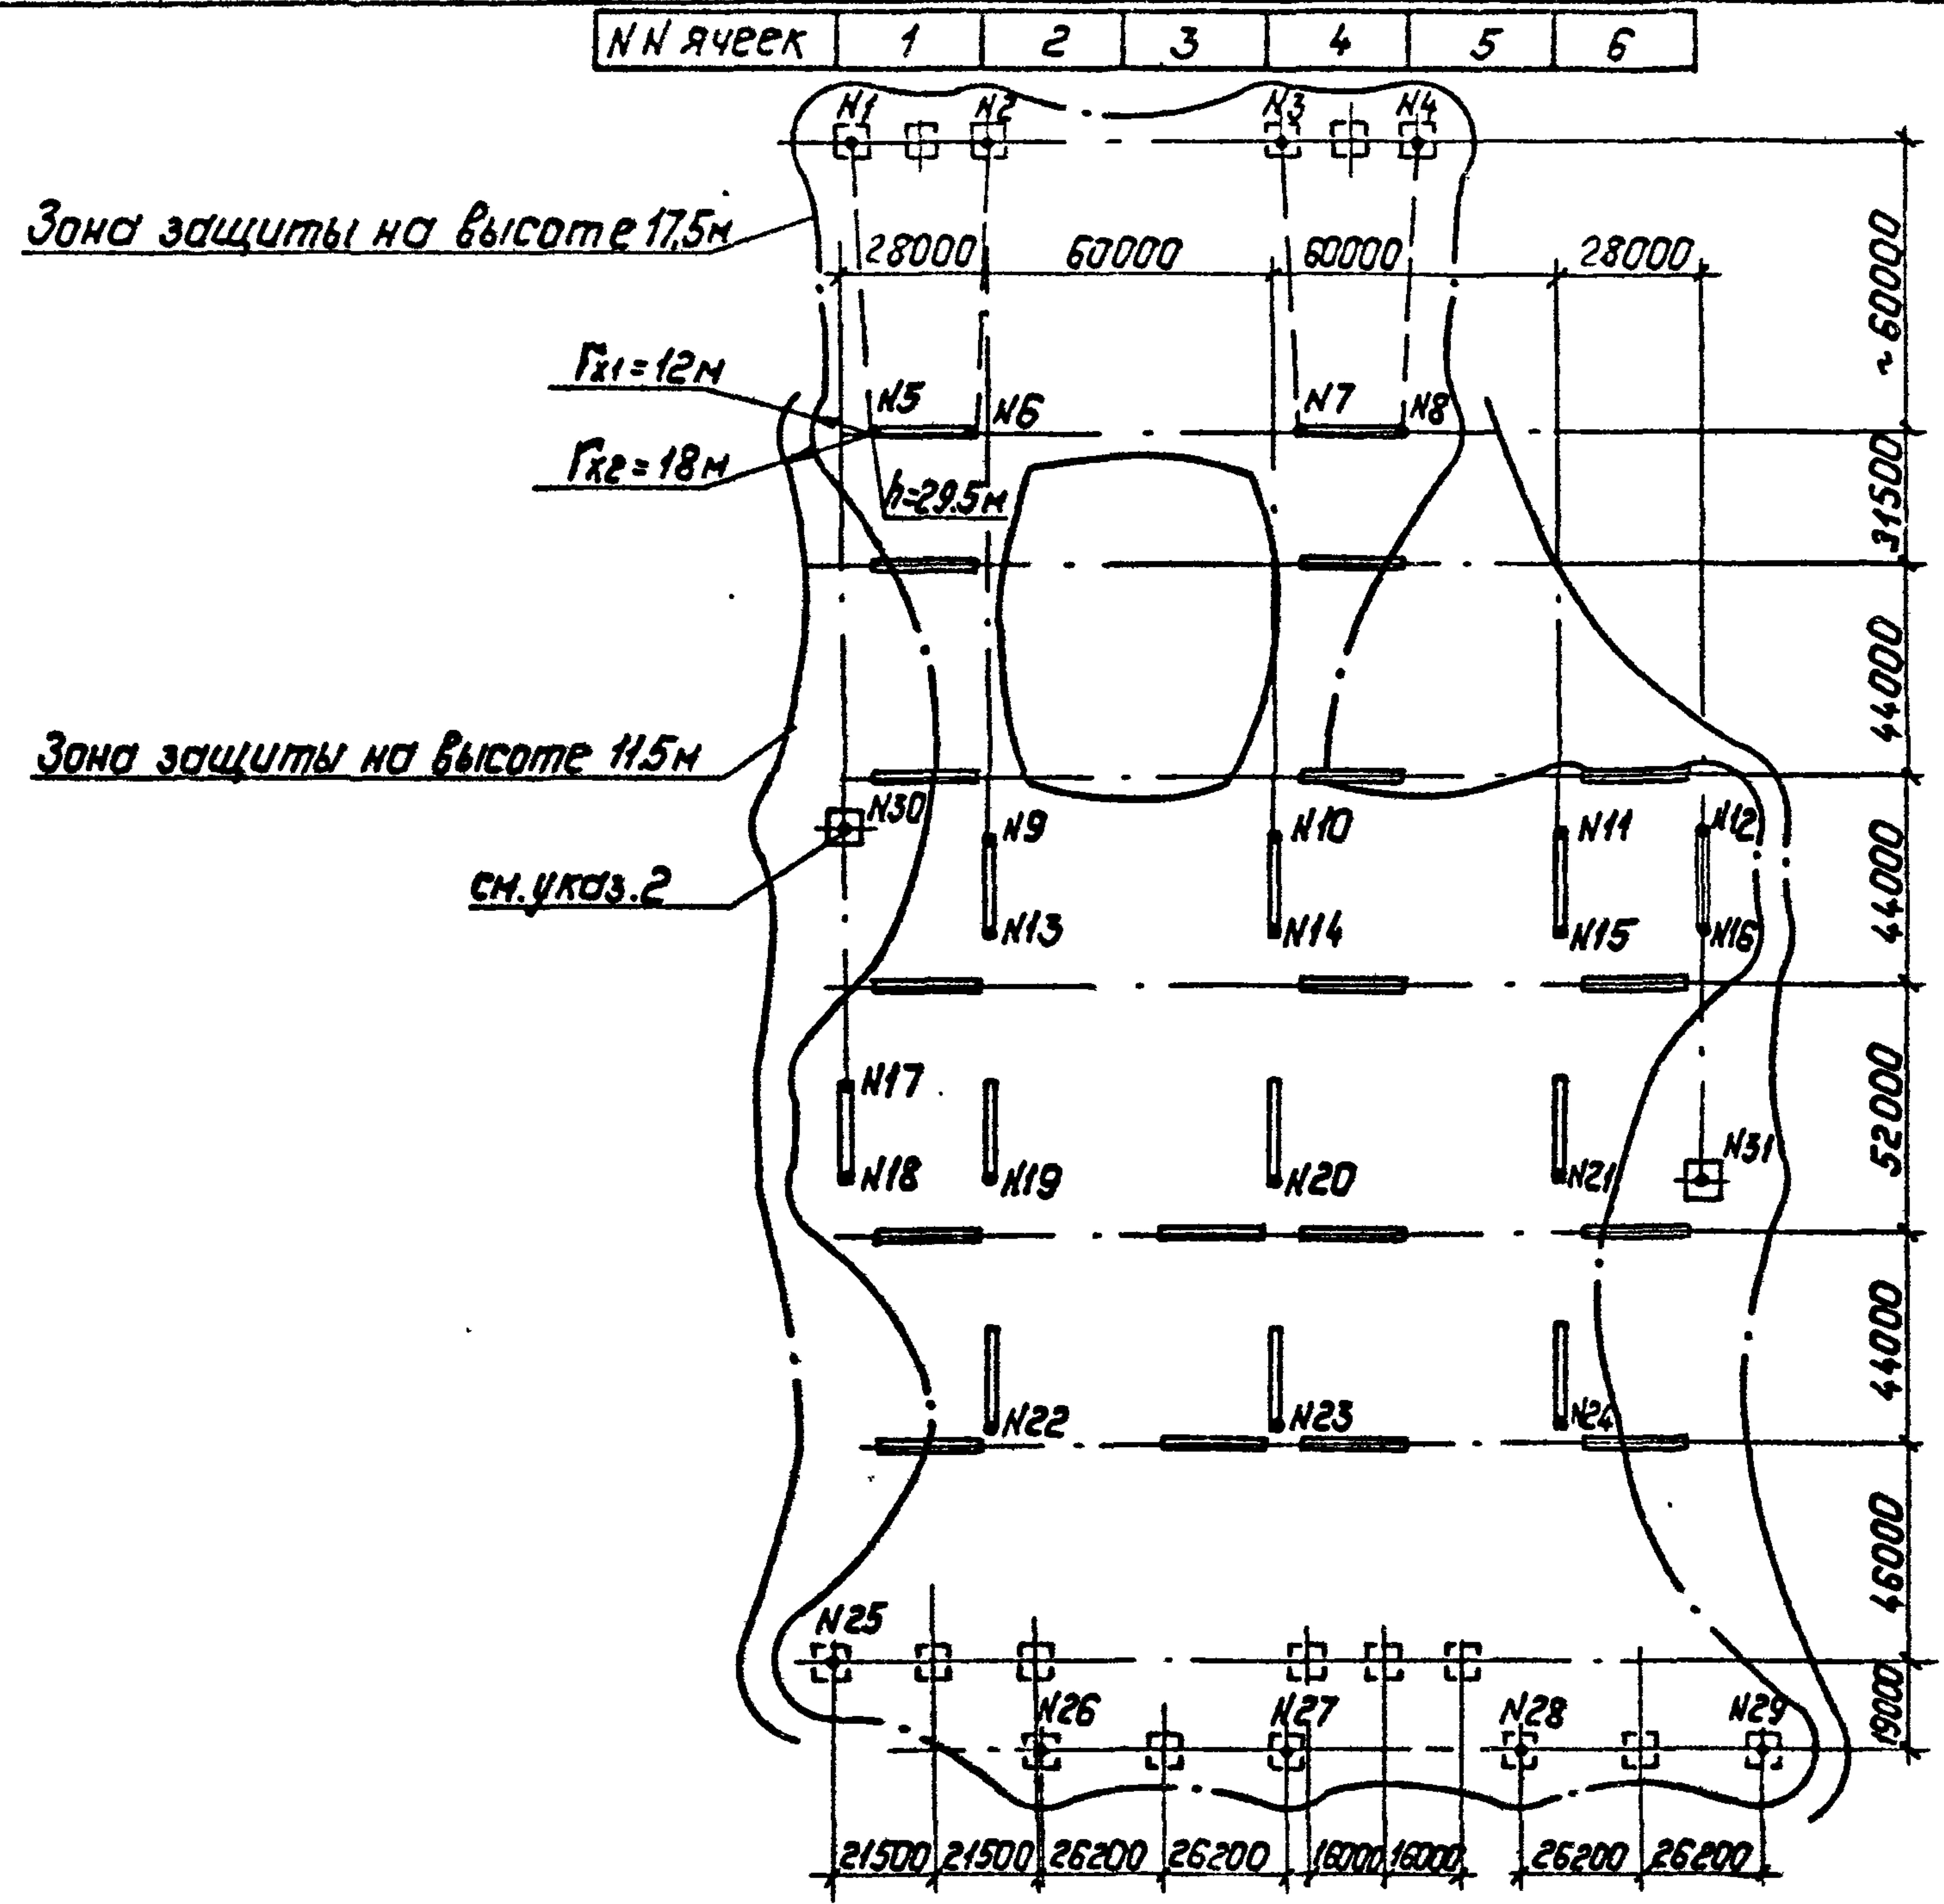 NN ячеек 1 2 3 4 5 6
N1 N2 N3 N4
Зона защиты на высоте 17,5м
28000 60000 60000 28000
~60000
rx1=12м
N5 N6 N7 N8
rx2=18м
h=29.5м
31500
44000
Зона защиты на высоте 11.5м
N30 N9 N10 N11 N12
см.указ.2
44000
N13 N14 N15 N16
N17
52000
N18 N19 N20 N21 N31
44000
N22 N23 N24
46000
N25
19000
N26 N27 N28 N29
21500 21500 26200 26200 16000 16000 26200 26200